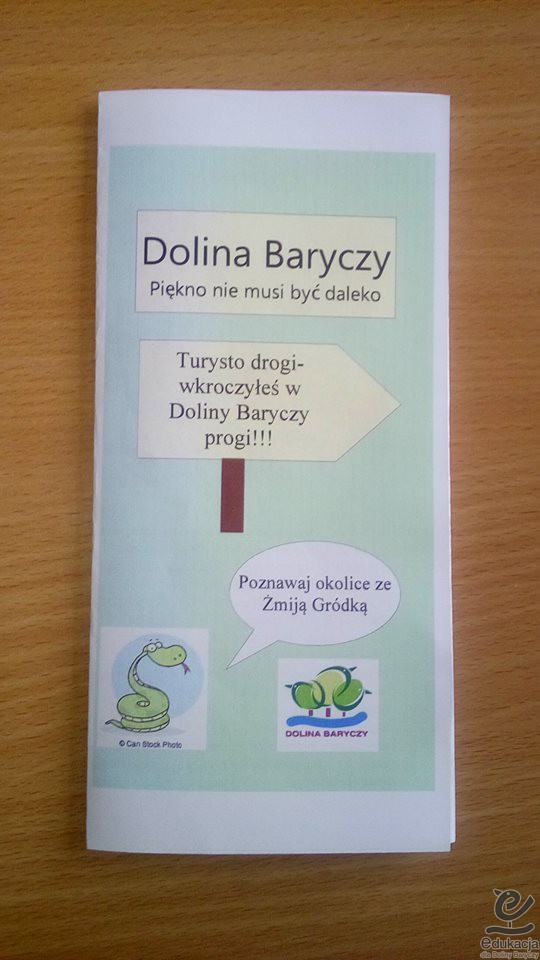 Dolina Baryczy
Piękno nie musi być daleko
Turysto drogi-
wkroczyłeś w
Doliny Baryczy
progi!!!
Poznawaj okolice ze
Żmiją Gródką
© Can Stock Photo
DOLINA BARYCZY
edukacja
dla Doliny Baryczy